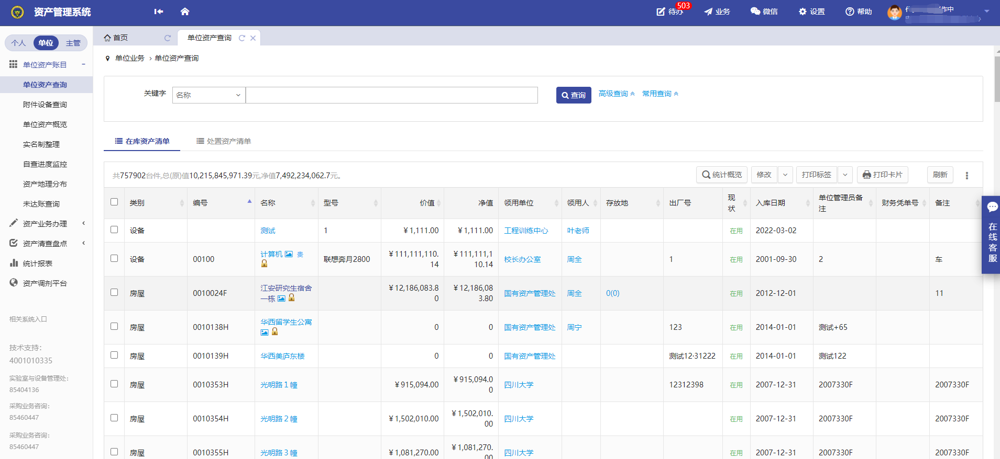 资产管理系统
待办 503 业务 微信 设置 帮助
作中
个人 单位 主管
首页 单位资产查询
单位业务 > 单位资产查询
单位资产账目
单位资产查询
附件设备查询
单位资产概览
实名制整理
自查进度监控
资产地理分布
未达账查询
资产业务办理
资产清查盘点
统计报表
资产调剂平台
相关系统入口
技术支持:
4001010335
实验室与设备管理处:
85404136
采购业务咨询:
85460447
采购业务咨询:
85460447
关键字 名称 查询 高级查询 常用查询
在库资产清单 处置资产清单
共757902台件,总(原)值10,215,845,971.39元,净值7,492,234,062.7元。
统计概览 修改 打印标签 打印卡片 刷新
类别 编号 名称 型号 价值 净值 领用单位 领用人 存放地 出厂号 现状 入库日期 单位管理员备注 财务凭单号 备注
设备 测试 1 ￥1,111.00 ￥1,111.00 工程训练中心 叶老师 在用 2022-03-02
设备 00100 计算机 贵 联想奔月2800 ￥111,111,110.14 ￥111,111,110.14 校长办公室 周全 1 在用 2001-09-30 2 车
房屋 0010024F 江安研究生宿舍一栋 ￥12,186,083.80 ￥12,186,083.80 国有资产管理处 周全 0(0) 在用 2012-12-01 11
房屋 0010138H 华西留学生公寓 0 0 国有资产管理处 周宁 123 在用 2014-01-01 测试+65
房屋 0010139H 华西美庐东楼 0 0 国有资产管理处 测试12·31222 在用 2014-01-01 测试122
房屋 0010353H 光明路1幢 ￥915,094.00 ￥915,094.00 四川大学 12312398 在用 2007-12-31 2007330F 2007330F
房屋 0010354H 光明路2幢 ￥1,502,010.00 ￥1,502,010.00 四川大学 在用 2007-12-31 2007330F 2007330F
房屋 0010355H 光明路3幢 ￥1,081,270.00 ￥1,081,270.00 四川大学 在用 2007-12-31 2007330F 2007330F
在线客服